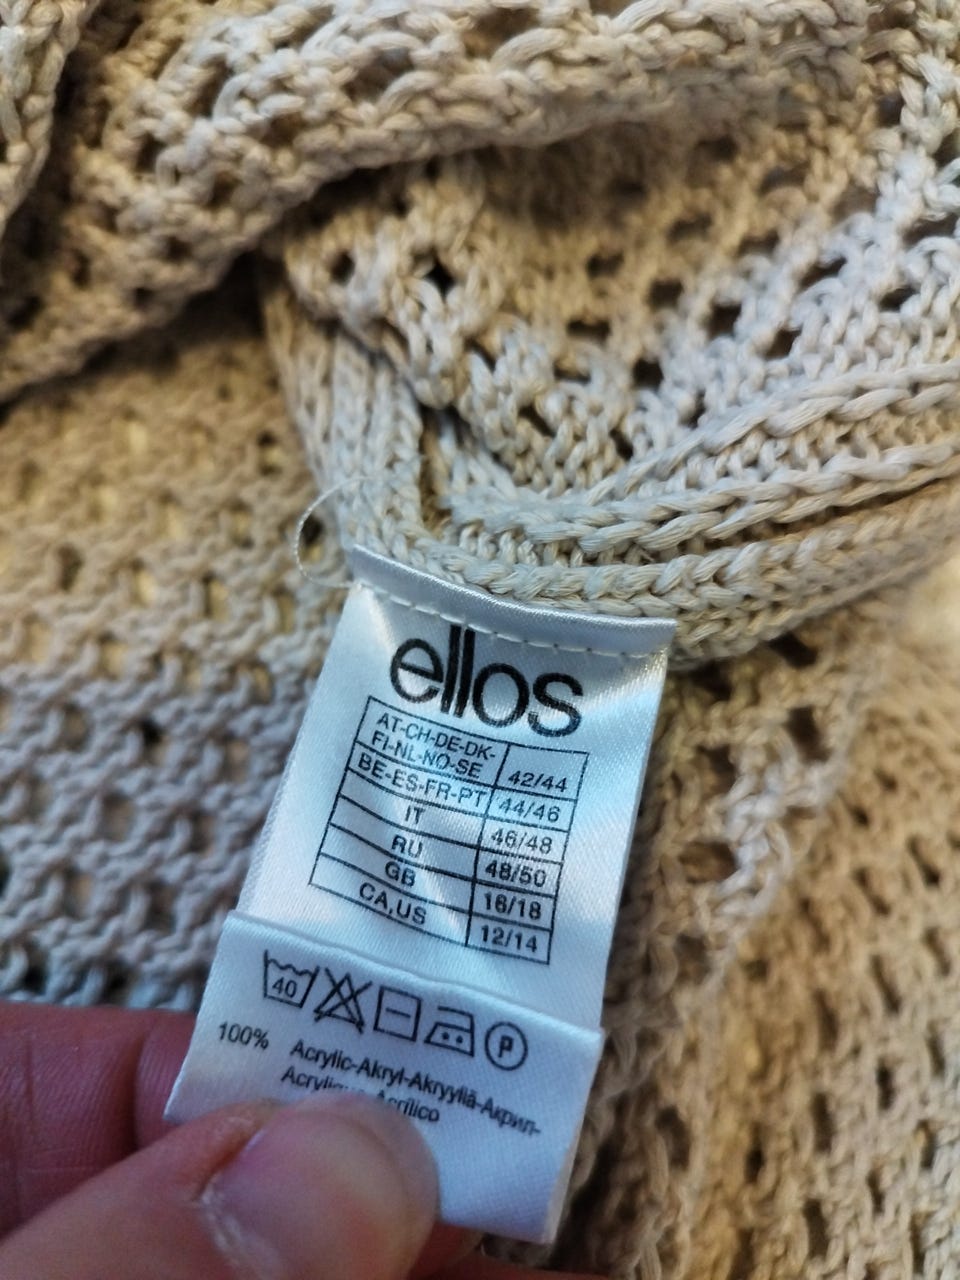 ellos
AT-CH-DE-DK-
FI-NL-NO-SE 42/44
BE-ES-FR-PT 44/46
IT 46/48
RU 48/50
GB 16/18
CA,US 12/14
40 P
100% Acrylic-Akryl-Akryyliä-Акрил-
Acrílico